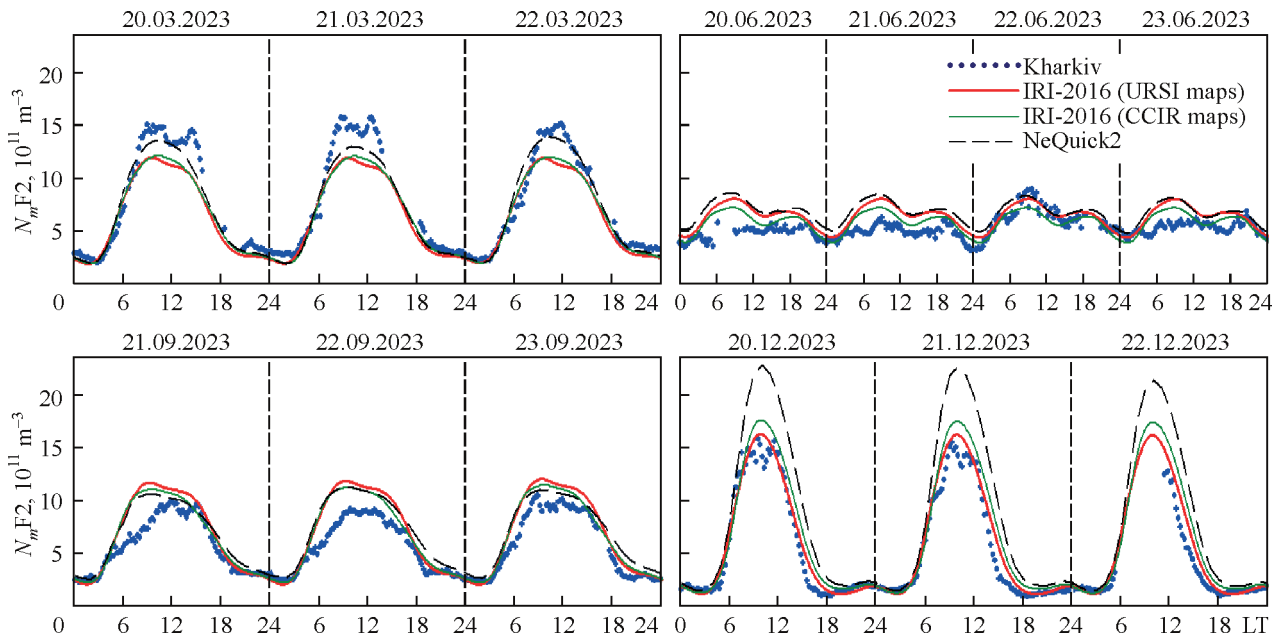 20.03.2023 21.03.2023 22.03.2023
20.06.2023 21.06.2023 22.06.2023 23.06.2023
NmF2, 10¹¹ m⁻³
20
15
10
5
Kharkiv
IRI-2016 (URSI maps)
IRI-2016 (CCIR maps)
NeQuick2
0 6 12 18 24 6 12 18 24 6 12 18 24
0 6 12 18 24 6 12 18 24 6 12 18 24 6 12 18 24
21.09.2023 22.09.2023 23.09.2023
20.12.2023 21.12.2023 22.12.2023
NmF2, 10¹¹ m⁻³
20
15
10
5
0 6 12 18 24 6 12 18 24 6 12 18 24
0 6 12 18 24 6 12 18 24 6 12 18 LT